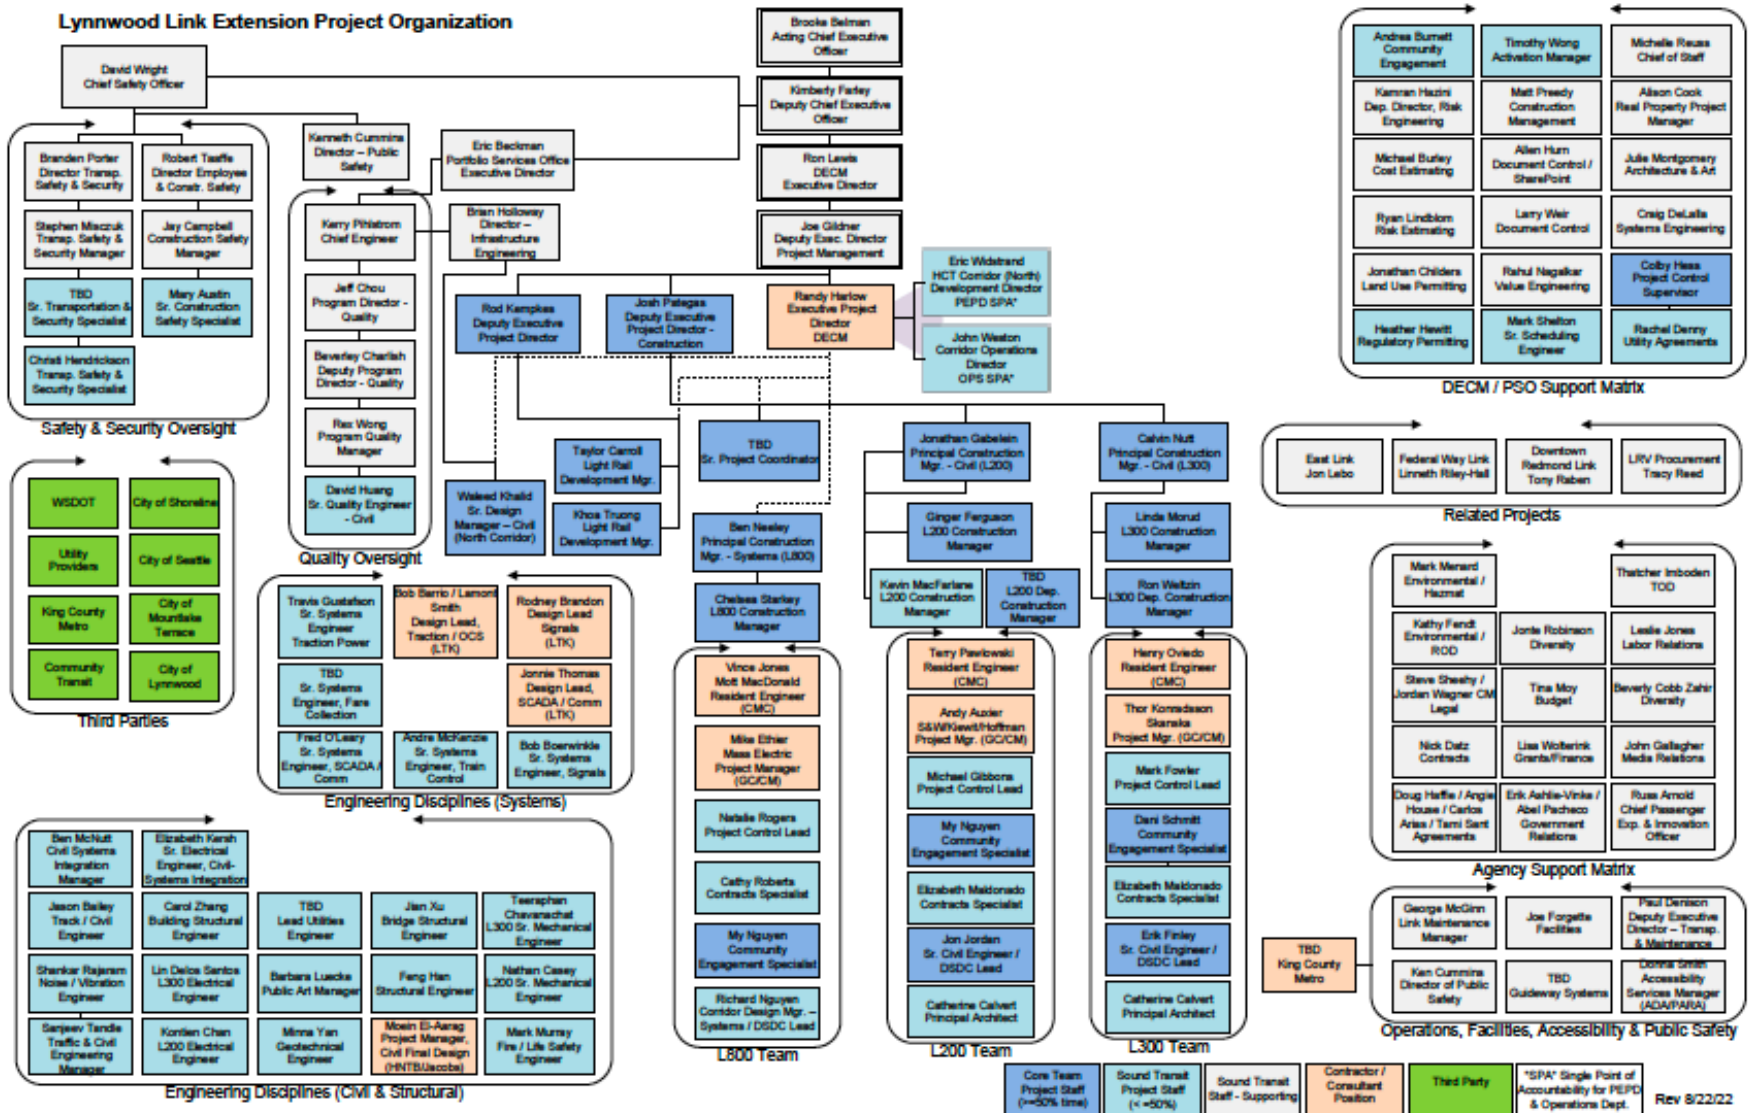 Lynnwood Link Extension Project Organization
Brooke Belman
Acting Chief Executive
Officer
David Wright
Chief Safety Officer
Kimberly Farley
Deputy Chief Executive
Officer
Kenneth Cummins
Director – Public
Safety
Eric Beckman
Portfolio Services Office
Executive Director
Ron Lewis
DECM
Executive Director
Joe Gildner
Deputy Exec. Director
Project Management
Branden Porter
Director Transp.
Safety & Security
Robert Taaffe
Director Employee
& Constr. Safety
Stephen Miaczuk
Transp. Safety &
Security Manager
Jay Campbell
Construction Safety
Manager
TBD
Sr. Transportation &
Security Specialist
Mary Austin
Sr. Construction
Safety Specialist
Christi Hendrickson
Transp. Safety &
Security Specialist
Safety & Security Oversight
Kerry Pihlstrom
Chief Engineer
Brian Holloway
Director –
Infrastructure
Engineering
Jeff Chou
Program Director -
Quality
Beverley Charlish
Deputy Program
Director - Quality
Rex Wong
Program Quality
Manager
David Huang
Sr. Quality Engineer
- Civil
Quality Oversight
Rod Kempkes
Deputy Executive
Project Director
Josh Pategas
Deputy Executive
Project Director -
Construction
Randy Harlow
Executive Project
Director
DECM
Eric Widstrand
HCT Corridor (North)
Development Director
PEPD SPA*
John Weston
Corridor Operations
Director
OPS SPA*
Andrea Burnett
Community
Engagement
Timothy Wong
Activation Manager
Michelle Reuss
Chief of Staff
Kamran Hazini
Dep. Director, Risk
Engineering
Matt Preedy
Construction
Management
Alison Cook
Real Property Project
Manager
Michael Burley
Cost Estimating
Allen Hurn
Document Control /
SharePoint
Julie Montgomery
Architecture & Art
Ryan Lindblom
Risk Estimating
Larry Weir
Document Control
Craig DeLalla
Systems Engineering
Jonathan Childers
Land Use Permitting
Rahul Nagalkar
Value Engineering
Colby Hess
Project Control
Supervisor
Heather Hewitt
Regulatory Permitting
Mark Shelton
Sr. Scheduling
Engineer
Rachel Denny
Utility Agreements
DECM / PSO Support Matrix
WSDOT
City of Shoreline
Utility
Providers
City of Seattle
King County
Metro
City of
Mountlake
Terrace
Community
Transit
City of
Lynnwood
Third Parties
Waleed Khalid
Sr. Design
Manager – Civil
(North Corridor)
Taylor Carroll
Light Rail
Development Mgr.
Khoa Truong
Light Rail
Development Mgr.
TBD
Sr. Project Coordinator
Jonathan Gabelein
Principal Construction
Mgr. - Civil (L200)
Calvin Nutt
Principal Construction
Mgr. - Civil (L300)
Ben Neeley
Principal Construction
Mgr. - Systems (L800)
Ginger Ferguson
L200 Construction
Manager
Linda Morud
L300 Construction
Manager
Chelsea Starkey
L800 Construction
Manager
Kevin MacFarlane
L200 Construction
Manager
TBD
L200 Dep.
Construction
Manager
Ron Weitzin
L300 Dep. Construction
Manager
East Link
Jon Lebo
Federal Way Link
Linneth Riley-Hall
Downtown
Redmond Link
Tony Raben
LRV Procurement
Tracy Reed
Related Projects
Travis Gustafson
Sr. Systems
Engineer
Traction Power
Bob Barrio / Lamont
Smith
Design Lead,
Traction / OCS
(LTK)
Rodney Brandon
Design Lead
Signals
(LTK)
TBD
Sr. Systems
Engineer, Fare
Collection
Jonnie Thomas
Design Lead,
SCADA / Comm
(LTK)
Fred O'Leary
Sr. Systems
Engineer, SCADA /
Comm
Andre McKenzie
Sr. Systems
Engineer, Train
Control
Bob Boerwinkle
Sr. Systems
Engineer, Signals
Engineering Disciplines (Systems)
Vince Jones
Mott MacDonald
Resident Engineer
(CMC)
Mike Ethier
Mass Electric
Project Manager
(GC/CM)
Natalie Rogers
Project Control Lead
Cathy Roberts
Contracts Specialist
My Nguyen
Community
Engagement Specialist
Richard Nguyen
Corridor Design Mgr. –
Systems / DSDC Lead
L800 Team
Terry Pawlowski
Resident Engineer
(CMC)
Andy Auxier
S&W/Kiewit/Hoffman
Project Mgr. (GC/CM)
Michael Gibbons
Project Control Lead
My Nguyen
Community
Engagement Specialist
Elizabeth Maldonado
Contracts Specialist
Jon Jordan
Sr. Civil Engineer /
DSDC Lead
Catherine Calvert
Principal Architect
L200 Team
Henry Oviedo
Resident Engineer
(CMC)
Thor Konradsson
Skanska
Project Mgr. (GC/CM)
Mark Fowler
Project Control Lead
Dani Schmitt
Community
Engagement Specialist
Elizabeth Maldonado
Contracts Specialist
Erik Finley
Sr. Civil Engineer /
DSDC Lead
Catherine Calvert
Principal Architect
L300 Team
Mark Menard
Environmental /
Hazmat
Thatcher Imboden
TOD
Kathy Fendt
Environmental /
ROD
Jonte Robinson
Diversity
Leslie Jones
Labor Relations
Steve Sheehy /
Jordan Wagner CM
Legal
Tina Moy
Budget
Beverly Cobb Zahir
Diversity
Nick Datz
Contracts
Lisa Wolterink
Grants/Finance
John Gallagher
Media Relations
Doug Haffie / Angie
House / Carlos
Arias / Tami Sant
Agreements
Erik Ashlie-Vinke /
Abel Pacheco
Government
Relations
Russ Arnold
Chief Passenger
Exp. & Innovation
Officer
Agency Support Matrix
Ben McNutt
Civil Systems
Integration
Manager
Elizabeth Kersh
Sr. Electrical
Engineer, Civil-
Systems Integration
Jason Bailey
Track / Civil
Engineer
Carol Zhang
Building Structural
Engineer
TBD
Lead Utilities
Engineer
Jian Xu
Bridge Structural
Engineer
Teeraphan
Chavanachat
L300 Sr. Mechanical
Engineer
Shankar Rajaram
Noise / Vibration
Engineer
Lin Delos Santos
L300 Electrical
Engineer
Barbara Luecke
Public Art Manager
Feng Han
Structural Engineer
Nathan Casey
L200 Sr. Mechanical
Engineer
Sanjeev Tandle
Traffic & Civil
Engineering
Manager
Kontien Chan
L200 Electrical
Engineer
Minna Yan
Geotechnical
Engineer
Moein El-Aarag
Project Manager,
Civil Final Design
(HNTB/Jacobs)
Mark Murray
Fire / Life Safety
Engineer
Engineering Disciplines (Civil & Structural)
TBD
King County
Metro
George McGinn
Link Maintenance
Manager
Joe Forgette
Facilities
Paul Denison
Deputy Executive
Director – Transp.
& Maintenance
Ken Cummins
Director of Public
Safety
TBD
Guideway Systems
Donna Smith
Accessibility
Services Manager
(ADA/PARA)
Operations, Facilities, Accessibility & Public Safety
Core Team
Project Staff
(>=50% time)
Sound Transit
Project Staff
(< =50%)
Sound Transit
Staff - Supporting
Contractor /
Consultant
Position
Third Party
"SPA" Single Point of
Accountability for PEPD
& Operations Dept.
Rev 8/22/22